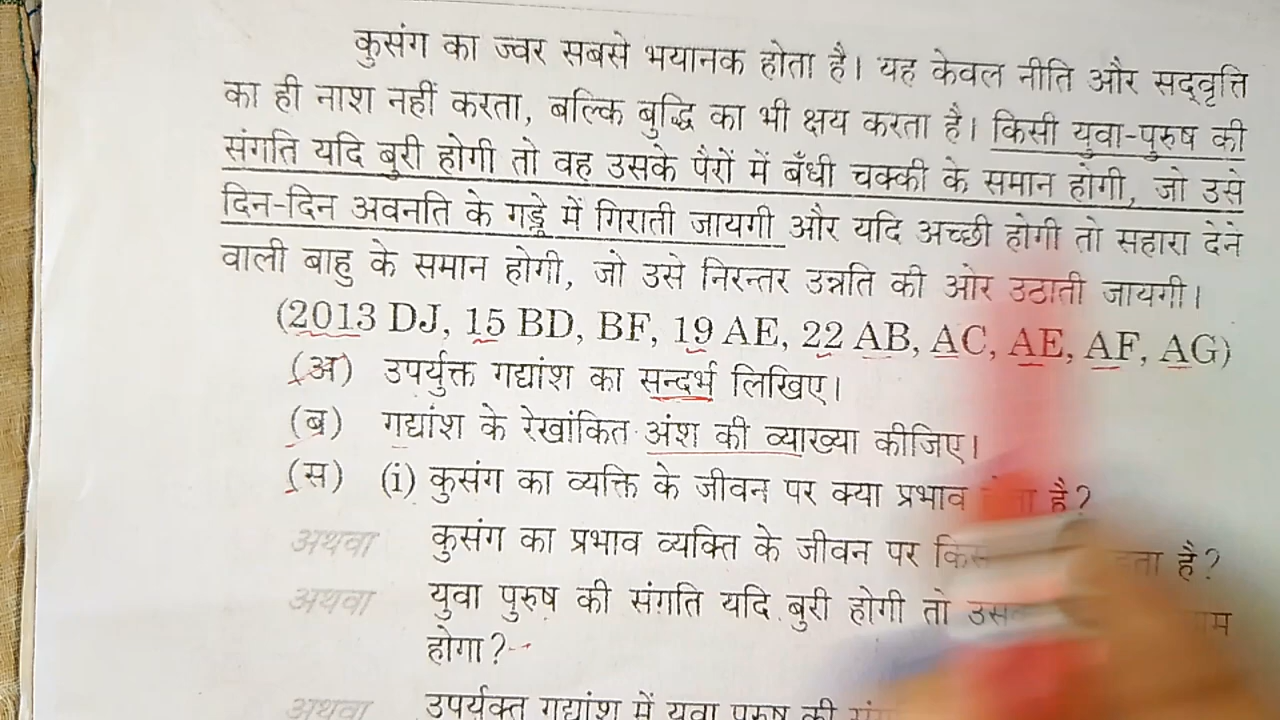 कुसंग का ज्वर सबसे भयानक होता है। यह केवल नीति और सद्‌वृत्ति
का ही नाश नहीं करता, बल्कि बुद्धि का भी क्षय करता है। किसी युवा-पुरुष की
संगति यदि बुरी होगी तो वह उसके पैरों में बँधी चक्की के समान होगी, जो उसे
दिन-दिन अवनति के गड्ढे में गिराती जायगी और यदि अच्छी होगी तो सहारा देने
वाली बाहु के समान होगी, जो उसे निरन्तर उन्नति की ओर उठाती जायगी।
(2013 DJ, 15 BD, BF, 19 AE, 22 AB, AC, AE, AF, AG)
(अ) उपर्युक्त गद्यांश का सन्दर्भ लिखिए।
(ब) गद्यांश के रेखांकित अंश की व्याख्या कीजिए।
(स) (i) कुसंग का व्यक्ति के जीवन पर क्या प्रभाव है?
अथवा कुसंग का प्रभाव व्यक्ति के जीवन पर है?
अथवा युवा पुरुष की संगति यदि बुरी होगी तो
होगा?
अथवा उपर्युक्त गद्यांश में युवा पुरुष की